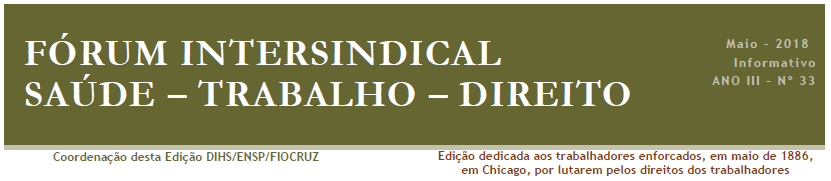 FÓRUM INTERSINDICAL
SAÚDE – TRABALHO – DIREITO
Maio - 2018
Informativo
ANO III – Nº 33
Coordenação desta Edição DIHS/ENSP/FIOCRUZ
Edição dedicada aos trabalhadores enforcados, em maio de 1886,
em Chicago, por lutarem pelos direitos dos trabalhadores